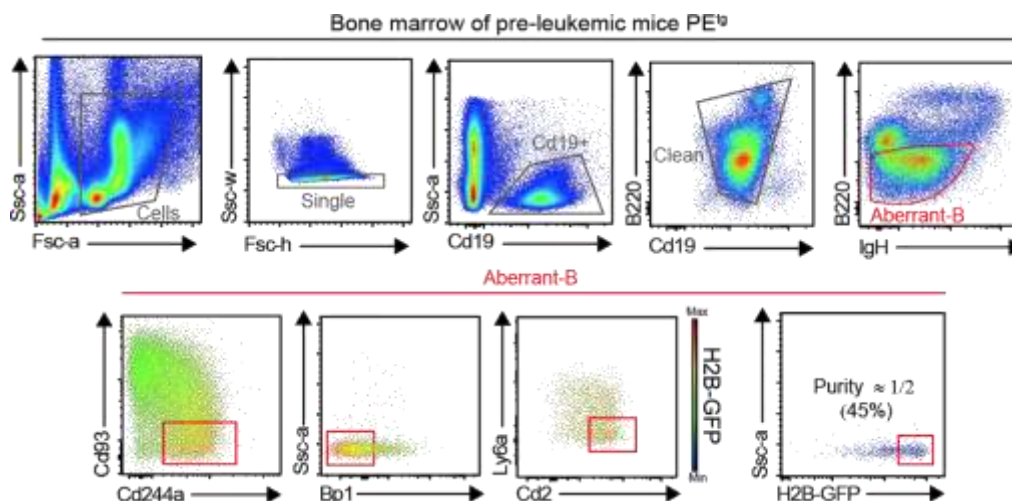 Bone marrow of pre-leukemic mice PEtg
Ssc-a
Cells
Fsc-a
Ssc-w
Single
Fsc-h
Ssc-a
Cd19+
Cd19
B220
Clean
Cd19
B220
Aberrant-B
IgH
Aberrant-B
Cd93
Cd244a
Ssc-a
Bp1
Ly6a
Cd2
Max
H2B-GFP
Min
Ssc-a
Purity ≈ 1/2
(45%)
H2B-GFP